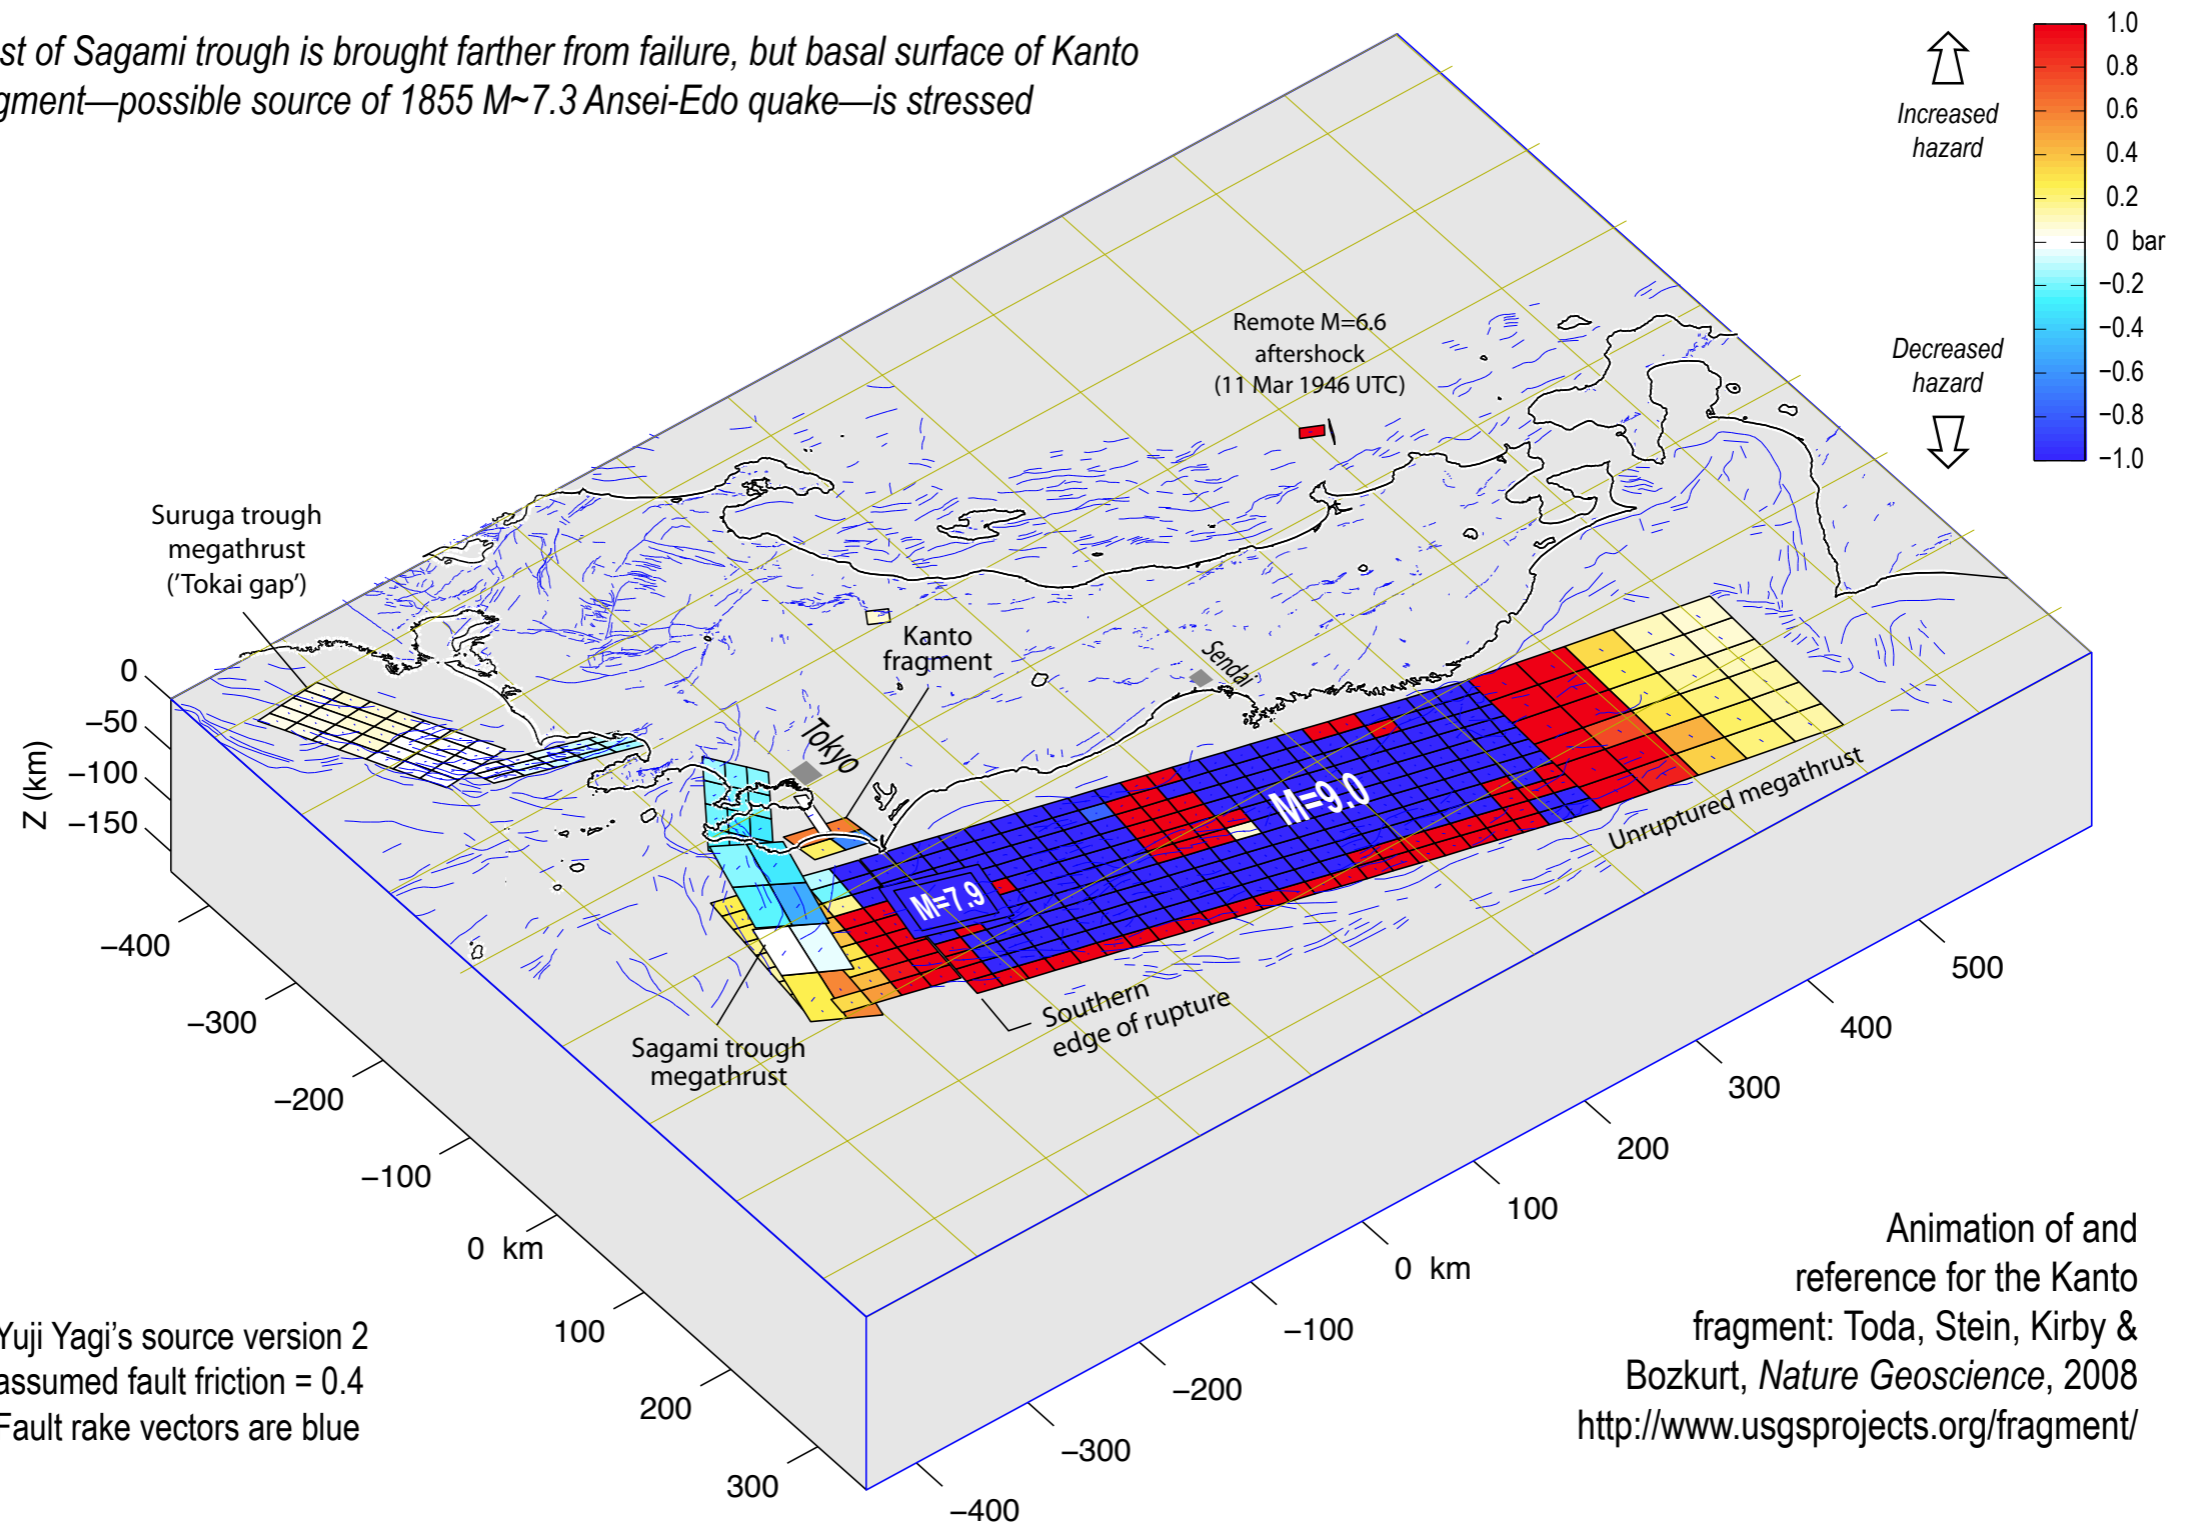 st of Sagami trough is brought farther from failure, but basal surface of Kanto
gment—possible source of 1855 M~7.3 Ansei-Edo quake—is stressed
Increased
hazard
Decreased
hazard
1.0
0.8
0.6
0.4
0.2
0 bar
−0.2
−0.4
−0.6
−0.8
−1.0
Remote M=6.6
aftershock
(11 Mar 1946 UTC)
Suruga trough
megathrust
('Tokai gap')
Kanto
fragment
Sendai
Tokyo
M=9.0
M=7.9
Unruptured megathrust
Southern
edge of rupture
Sagami trough
megathrust
Z (km)
0
−50
−100
−150
−400
−300
−200
−100
0 km
100
200
300
500
400
300
200
100
0 km
−100
−200
−300
−400
Yuji Yagi's source version 2
assumed fault friction = 0.4
Fault rake vectors are blue
Animation of and
reference for the Kanto
fragment: Toda, Stein, Kirby &
Bozkurt, Nature Geoscience, 2008
http://www.usgsprojects.org/fragment/